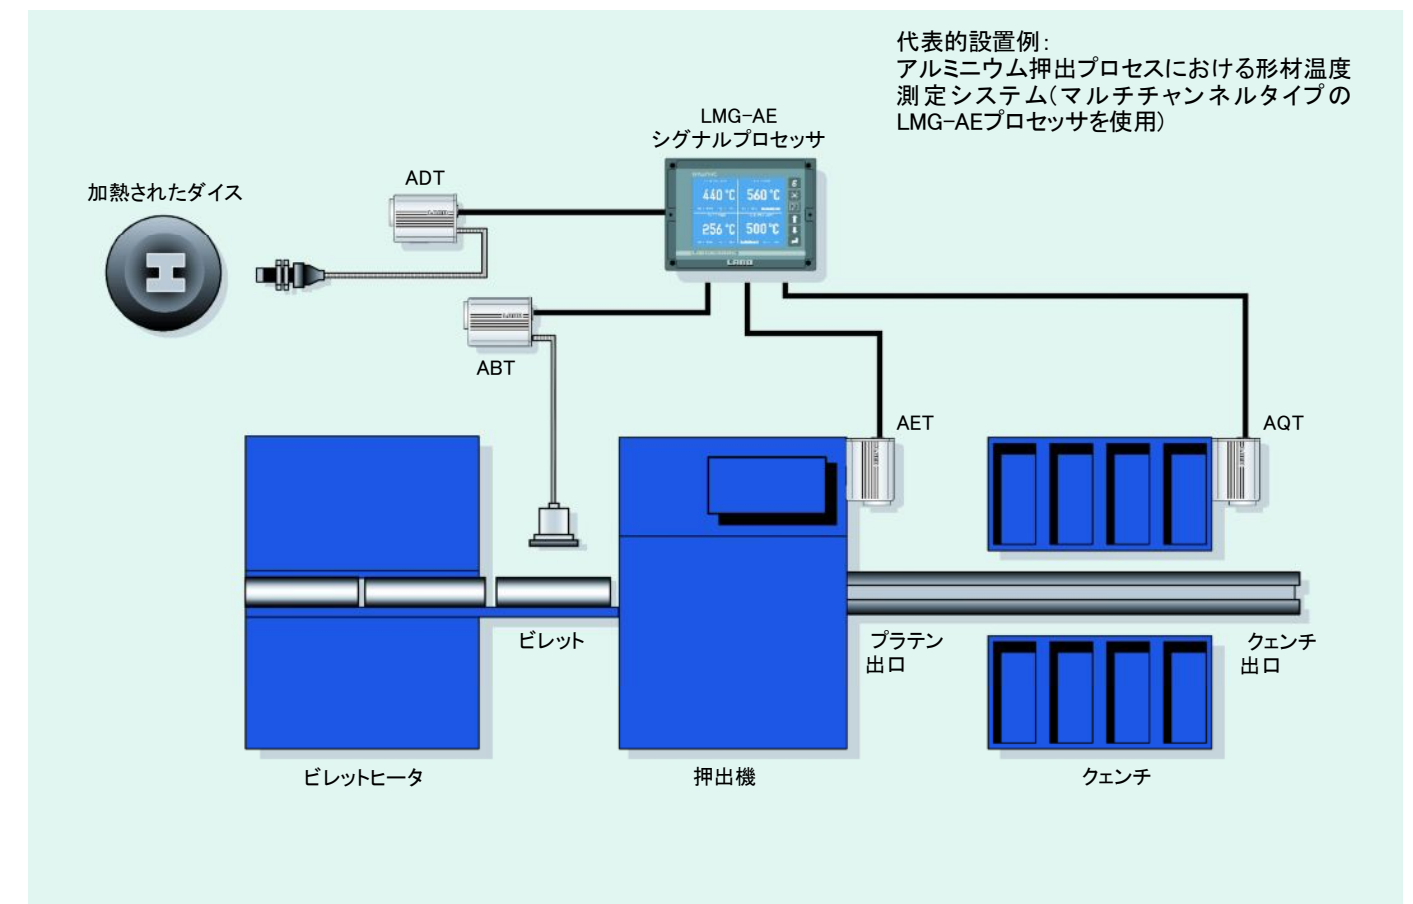 代表的設置例:
アルミニウム押出プロセスにおける形材温度
測定システム(マルチチャンネルタイプの
LMG-AEプロセッサを使用)
LMG-AE
シグナルプロセッサ
加熱されたダイス
ADT
440 °C 560 °C
256 °C 500 °C
LAND
ABT
AET
AQT
ビレット
プラテン
出口
クェンチ
出口
ビレットヒータ
押出機
クェンチ